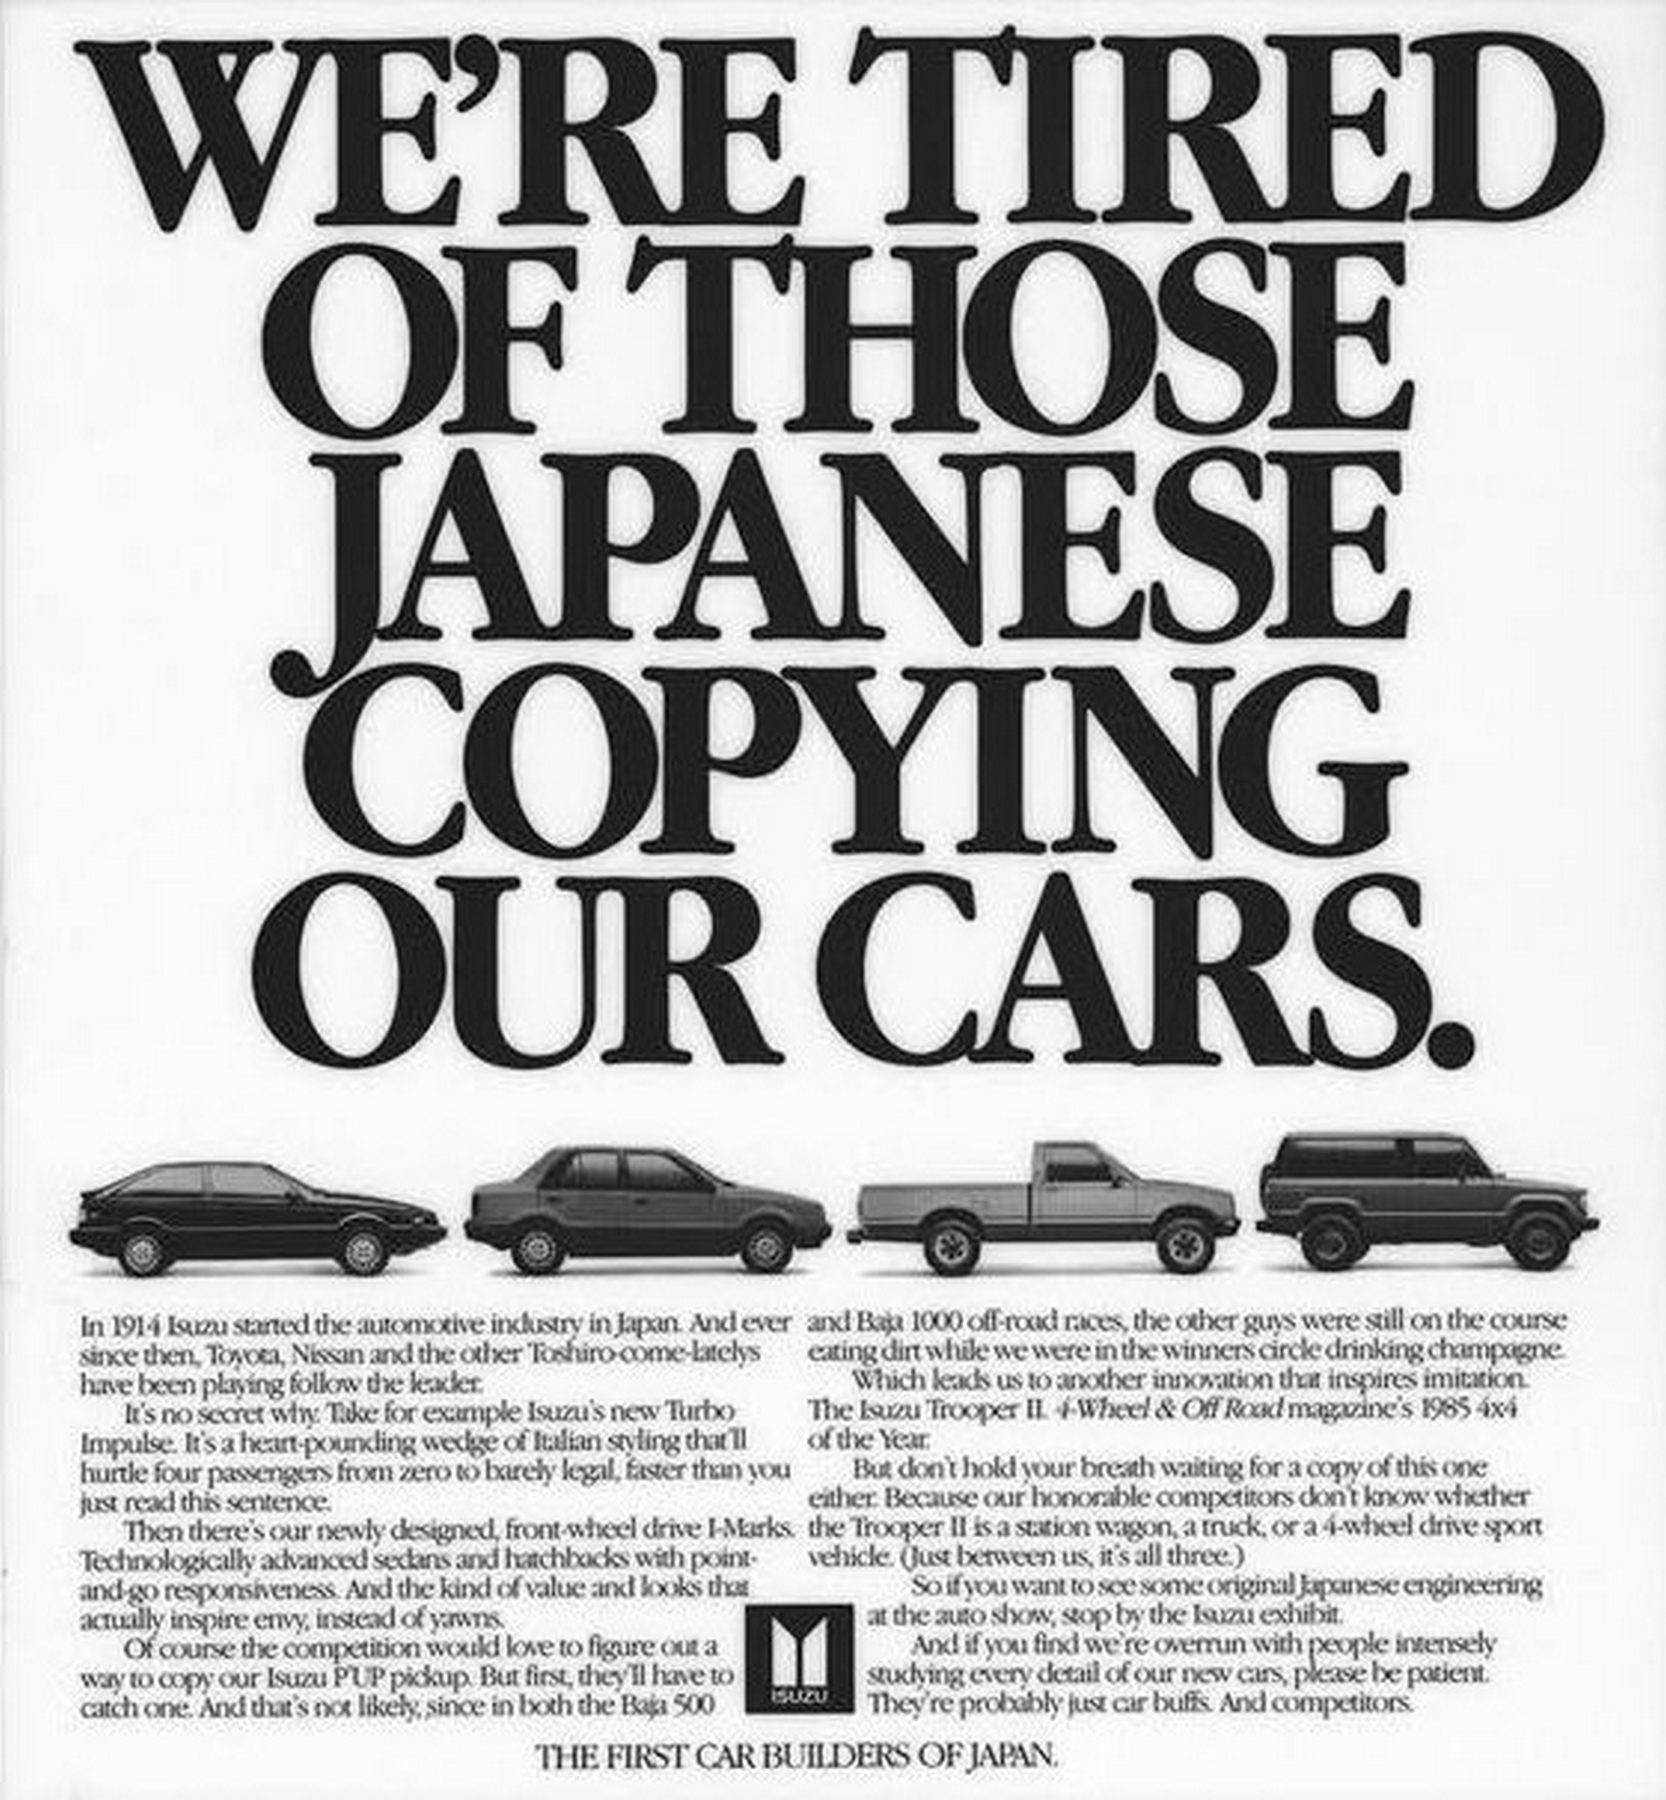 WE'RE TIRED
OF THOSE
JAPANESE
COPYING
OUR CARS.
In 1914 Isuzu started the automotive industry in Japan. And ever
since then, Toyota, Nissan and the other Toshiro-come-latelys
have been playing follow the leader.
It's no secret why. Take for example Isuzu's new Turbo
Impulse. It's a heart-pounding wedge of Italian styling that'll
hurtle four passengers from zero to barely legal, faster than you
just read this sentence.
Then there's our newly designed, front-wheel drive I-Marks.
Technologically advanced sedans and hatchbacks with point-
and-go responsiveness. And the kind of value and looks that
actually inspire envy, instead of yawns.
Of course the competition would love to figure out a
way to copy our Isuzu P'UP pickup. But first, they'll have to
catch one. And that's not likely, since in both the Baja 500
and Baja 1000 off-road races, the other guys were still on the course
eating dirt while we were in the winners circle drinking champagne.
Which leads us to another innovation that inspires imitation.
The Isuzu Trooper II. 4-Wheel & Off Road magazine's 1985 4x4
of the Year.
But don't hold your breath waiting for a copy of this one
either. Because our honorable competitors don't know whether
the Trooper II is a station wagon, a truck, or a 4-wheel drive sport
vehicle. (Just between us, it's all three.)
So if you want to see some original Japanese engineering
at the auto show, stop by the Isuzu exhibit.
And if you find we're overrun with people intensely
studying every detail of our new cars, please be patient.
They're probably just car buffs. And competitors.
ISUZU
THE FIRST CAR BUILDERS OF JAPAN.